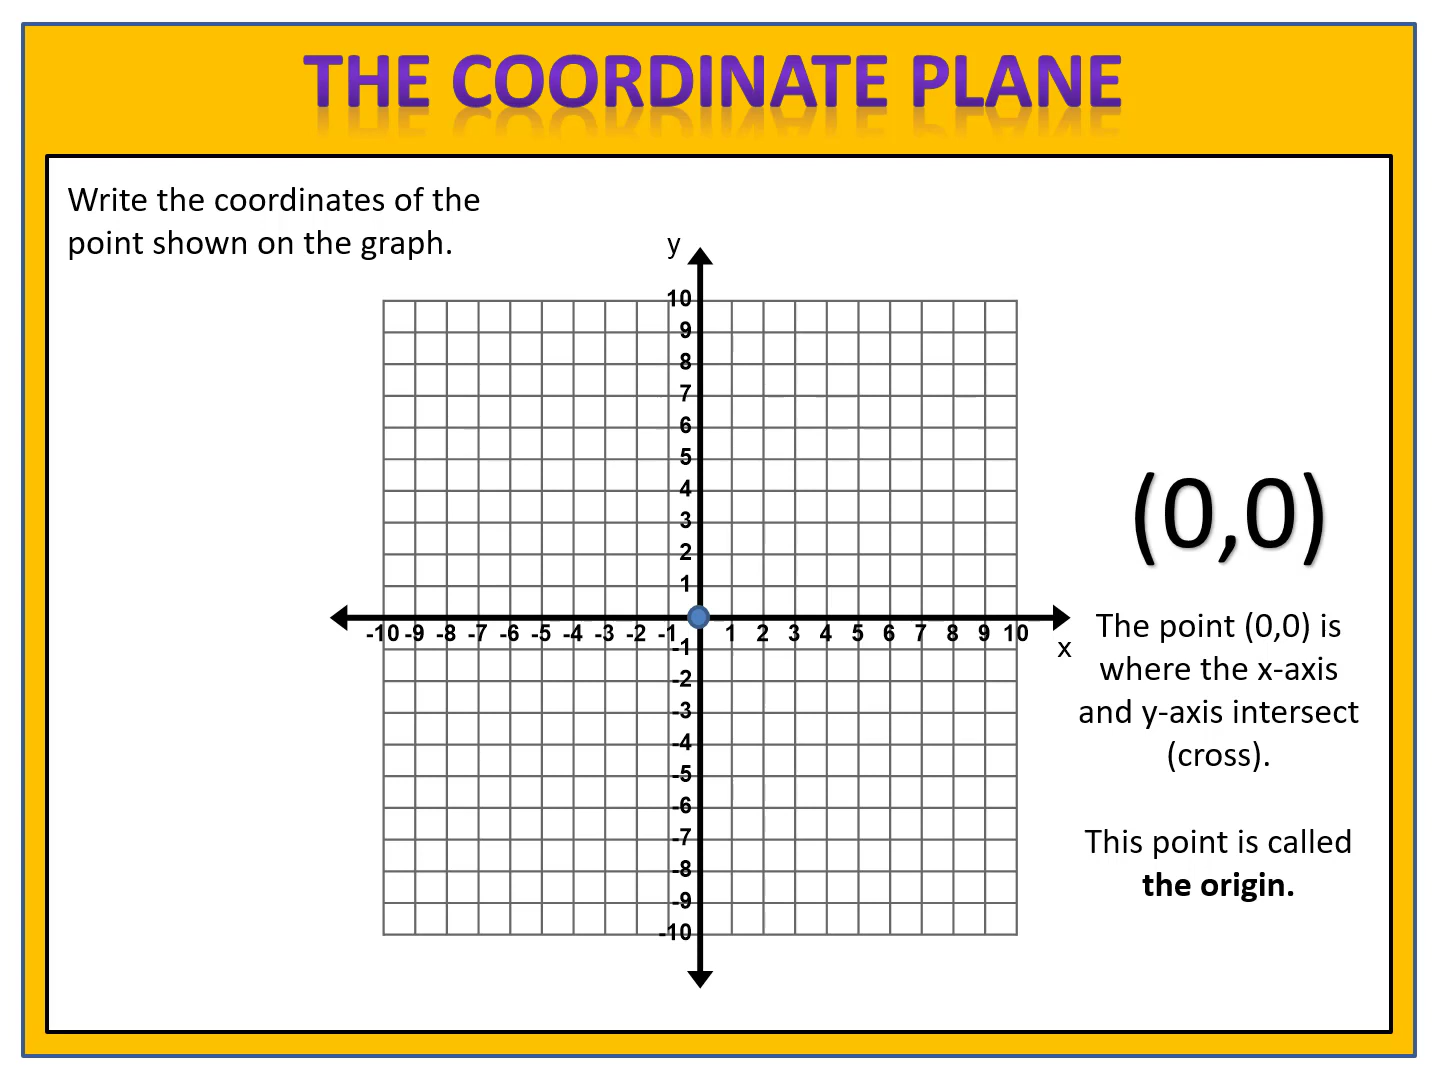 THE COORDINATE PLANE
Write the coordinates of the
point shown on the graph.
y
10
9
8
7
6
5
4
3
2
1
-10 -9 -8 -7 -6 -5 -4 -3 -2 -1 1 2 3 4 5 6 7 8 9 10
x
-1
-2
-3
-4
-5
-6
-7
-8
-9
-10
(0,0)
The point (0,0) is
where the x-axis
and y-axis intersect
(cross).
This point is called
the origin.